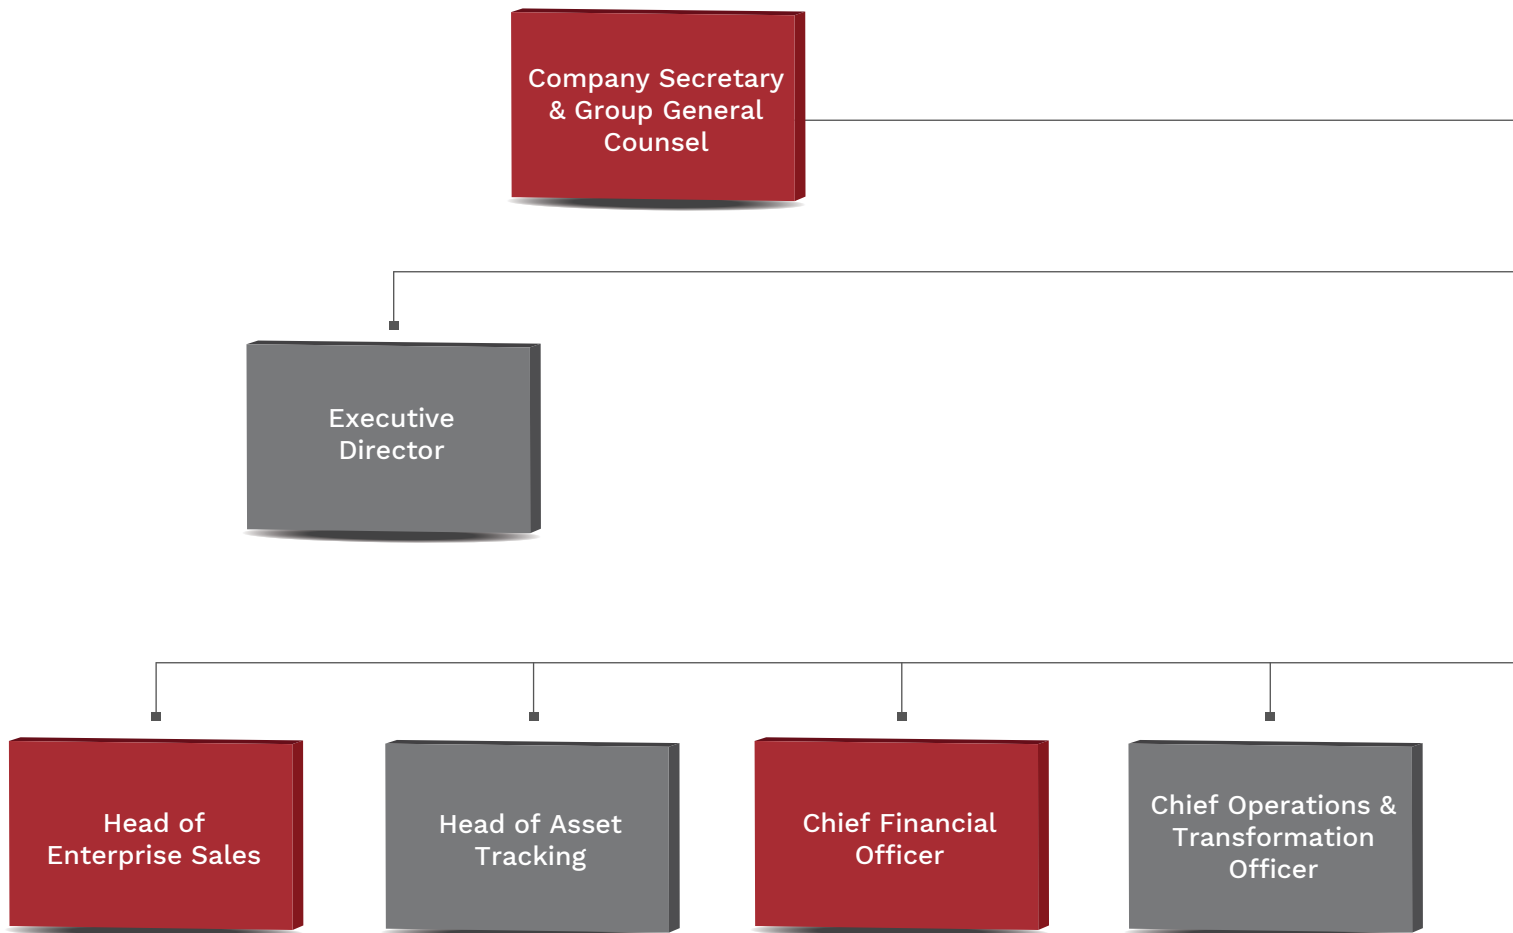 Company Secretary
& Group General
Counsel
Executive
Director
Head of
Enterprise Sales
Head of Asset
Tracking
Chief Financial
Officer
Chief Operations &
Transformation
Officer